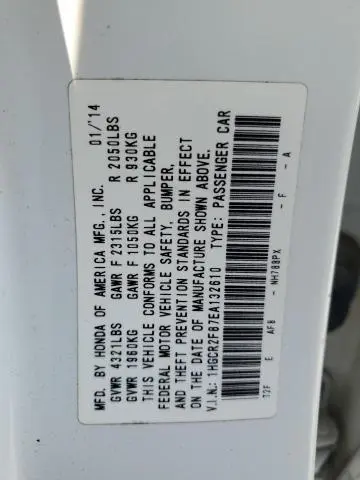 MFD. BY HONDA OF AMERICA MFG., INC. 01/'14
GVWR 4321LBS GAWR F 2315LBS R 2050LBS
GVWR 1960KG GAWR F 1050KG R 930KG
THIS VEHICLE CONFORMS TO ALL APPLICABLE
FEDERAL MOTOR VEHICLE SAFETY, BUMPER,
AND THEFT PREVENTION STANDARDS IN EFFECT
ON THE DATE OF MANUFACTURE SHOWN ABOVE.
V.I.N.: 1HGCR2F87EA132610 TYPE: PASSENGER CAR
T2F E AF8 - NH788PX - F - A